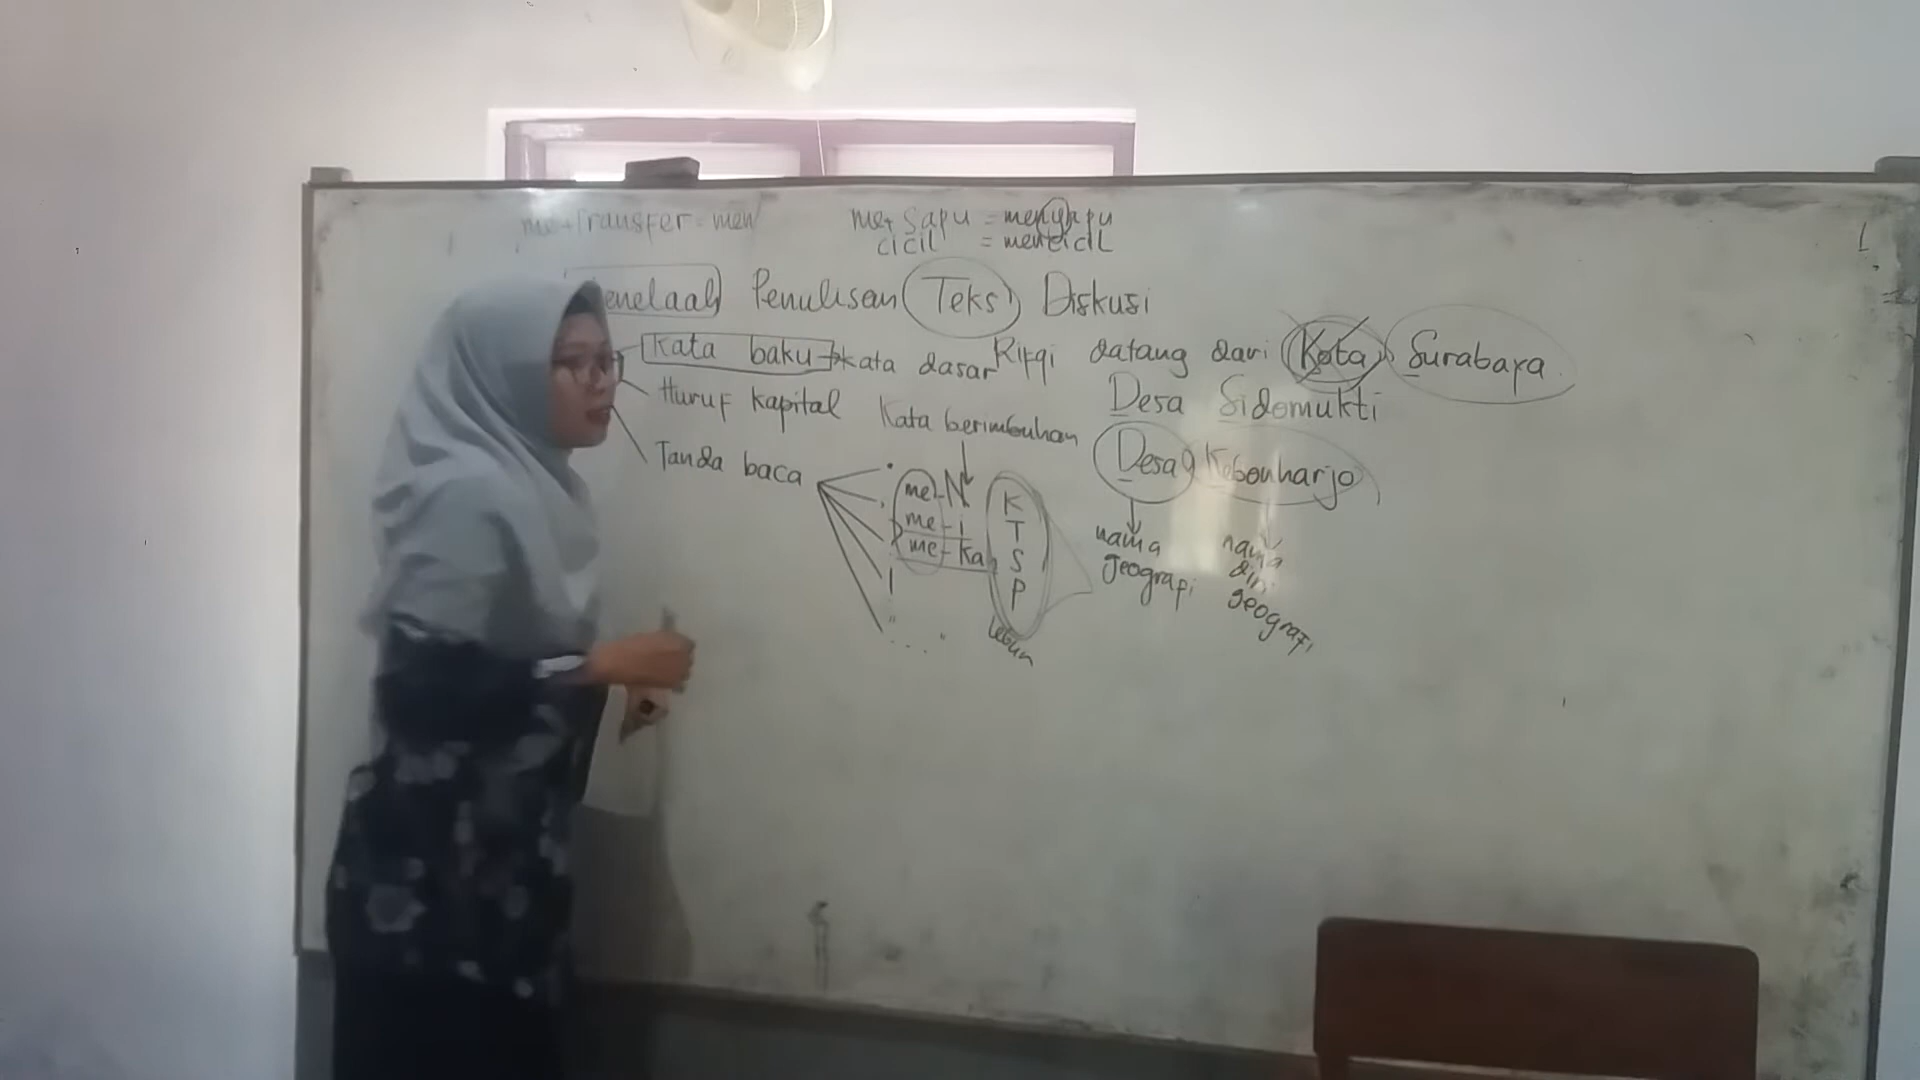 me+transfer = men
me+ sapu = menyapu
cicil = mencicil
enelaah Penulisan Teks Diskusi
Kata baku kata dasar
Rifqi datang dari Kota Surabaya.
Huruf Kapital
Desa Sidomukti
Kata berimbuhan
Tanda baca
Desa Kebonharjo
me-N
me-i
me-kan
K
T
S
P
lebur
nama
geografi
nama
diri
geografi